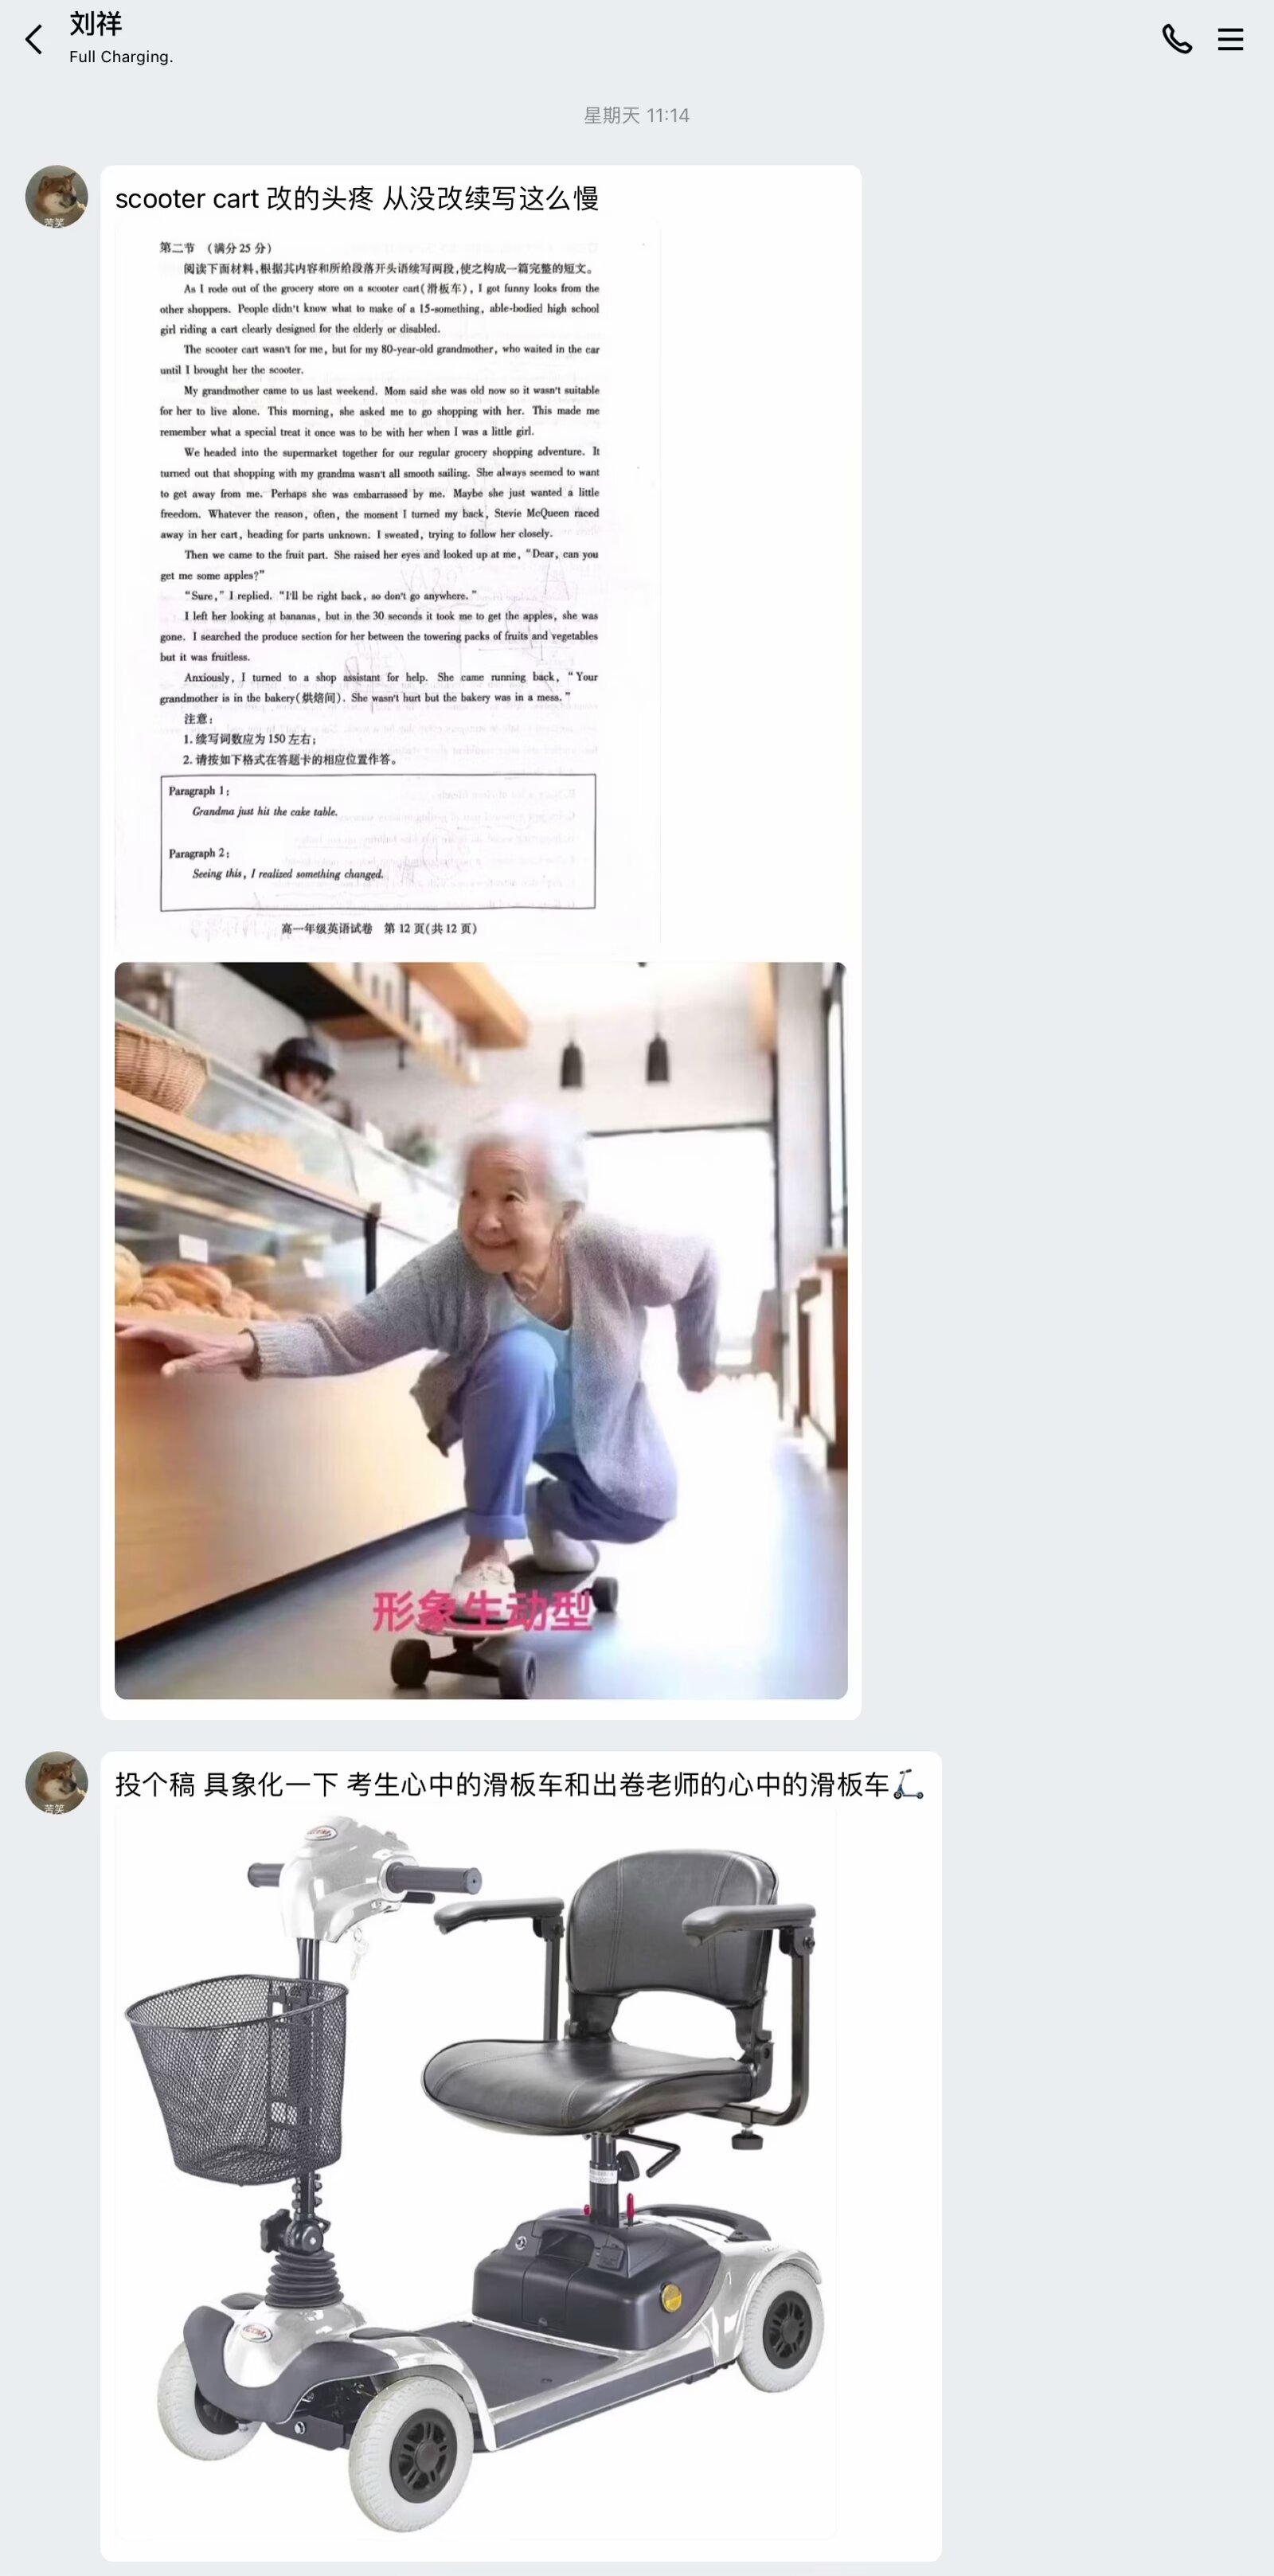 刘祥
Full Charging.
星期天 11:14
scooter cart 改的头疼 从没改续写这么慢
第二节 （满分 25 分）
阅读下面材料,根据其内容和所给段落开头语续写两段,使之构成一篇完整的短文。
As I rode out of the grocery store on a scooter cart(滑板车), I got funny looks from the
other shoppers. People didn't know what to make of a 15-something, able-bodied high school
girl riding a cart clearly designed for the elderly or disabled.
The scooter cart wasn't for me, but for my 80-year-old grandmother, who waited in the car
until I brought her the scooter.
My grandmother came to us last weekend. Mom said she was old now so it wasn't suitable
for her to live alone. This morning, she asked me to go shopping with her. This made me
remember what a special treat it once was to be with her when I was a little girl.
We headed into the supermarket together for our regular grocery shopping adventure. It
turned out that shopping with my grandma wasn't all smooth sailing. She always seemed to want
to get away from me. Perhaps she was embarrassed by me. Maybe she just wanted a little
freedom. Whatever the reason, often, the moment I turned my back, Stevie McQueen raced
away in her cart, heading for parts unknown. I sweated, trying to follow her closely.
Then we came to the fruit part. She raised her eyes and looked up at me, "Dear, can you
get me some apples?"
"Sure," I replied. "I'll be right back, so don't go anywhere."
I left her looking at bananas, but in the 30 seconds it took me to get the apples, she was
gone. I searched the produce section for her between the towering packs of fruits and vegetables
but it was fruitless.
Anxiously, I turned to a shop assistant for help. She came running back, "Your
grandmother is in the bakery(烘焙间). She wasn't hurt but the bakery was in a mess."
注意：
1. 续写词数应为 150 左右；
2. 请按如下格式在答题卡的相应位置作答。
Paragraph 1：
Grandma just hit the cake table.
Paragraph 2：
Seeing this, I realized something changed.
高一年级英语试卷 第 12 页(共 12 页)
形象生动型
苦笑
投个稿 具象化一下 考生心中的滑板车和出卷老师的心中的滑板车🛴
苦笑